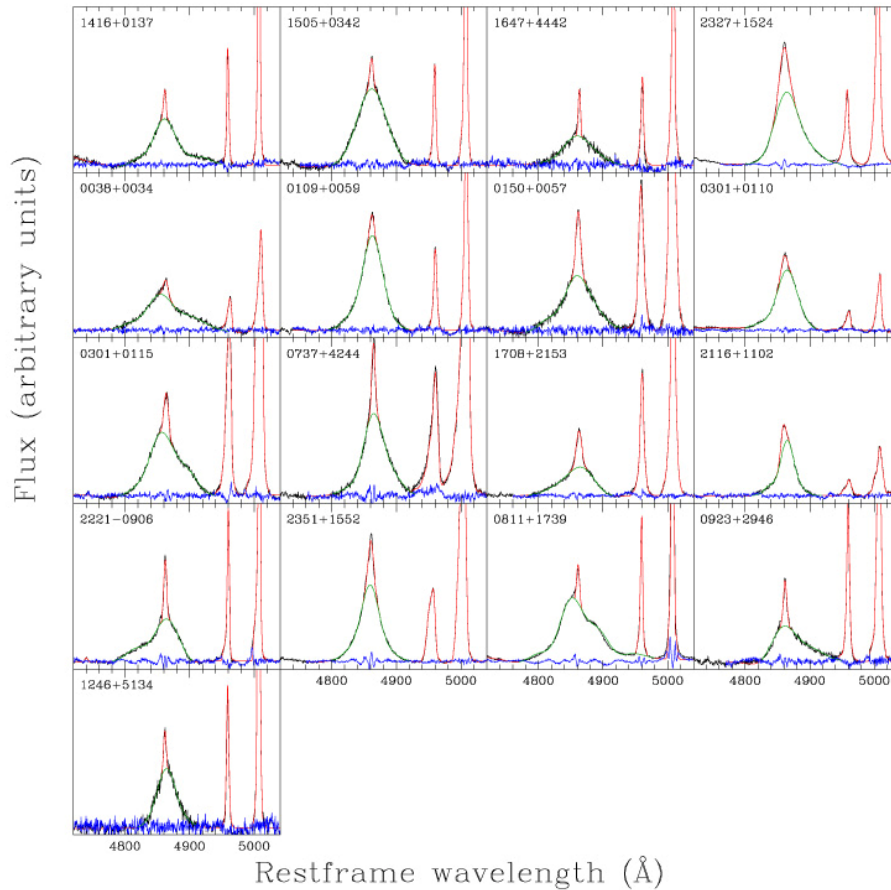 1416+0137 1505+0342 1647+4442 2327+1524
0038+0034 0109+0059 0150+0057 0301+0110
0301+0115 0737+4244 1708+2153 2116+1102
2221-0906 2351+1552 0811+1739 0923+2946
4800 4900 5000 4800 4900 5000 4800 4900 5000
1246+5134
4800 4900 5000
Flux (arbitrary units)
Restframe wavelength (Å)